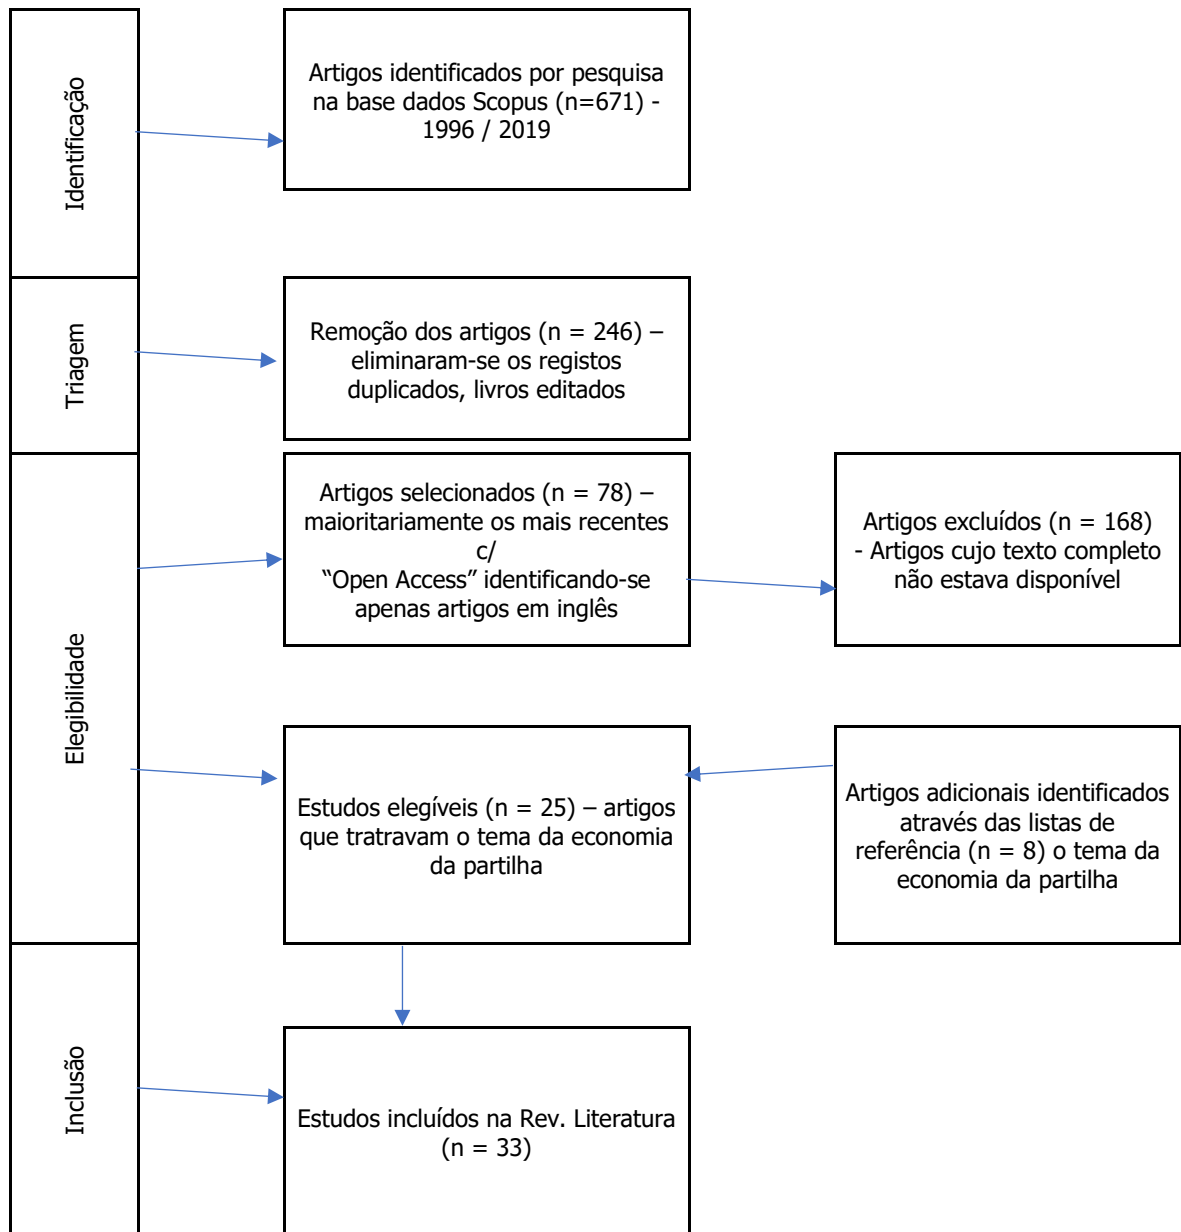 Identificação
Artigos identificados por pesquisa
na base dados Scopus (n=671) -
1996 / 2019
Triagem
Remoção dos artigos (n = 246) –
eliminaram-se os registos
duplicados, livros editados
Elegibilidade
Artigos selecionados (n = 78) –
maioritariamente os mais recentes
c/
“Open Access” identificando-se
apenas artigos em inglês
Artigos excluídos (n = 168)
- Artigos cujo texto completo
não estava disponível
Estudos elegíveis (n = 25) – artigos
que tratravam o tema da economia
da partilha
Artigos adicionais identificados
através das listas de
referência (n = 8) o tema da
economia da partilha
Inclusão
Estudos incluídos na Rev. Literatura
(n = 33)